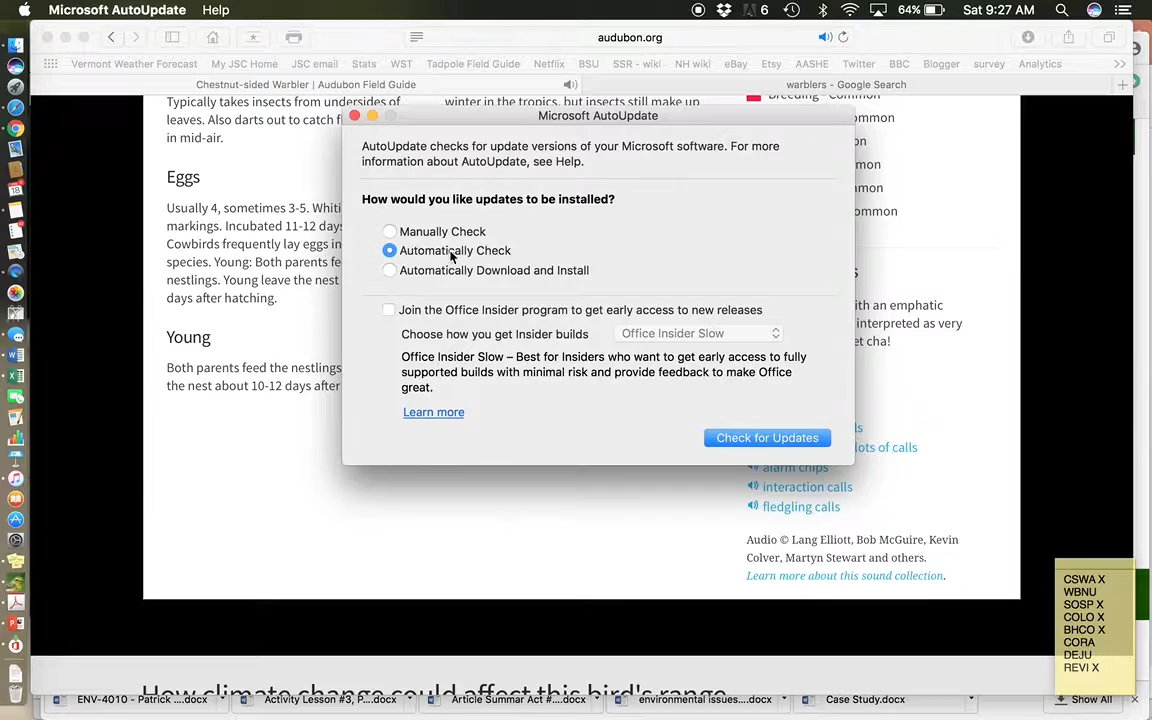 Microsoft AutoUpdate Help 6 64% Sat 9:27 AM
audubon.org
Vermont Weather Forecast My JSC Home JSC email Stats WST Tadpole Field Guide Netflix BSU SSR - wiki NH wiki eBay Etsy AASHE Twitter BBC Blogger survey Analytics >>
Chestnut-sided Warbler | Audubon Field Guide warblers - Google Search
Typically takes insects from undersides of
leaves. Also darts out to catch f
in mid-air.
winter in the tropics, but insects still make up
Breeding - Common
ommon
on
mon
mon
ommon
Eggs
Usually 4, sometimes 3-5. Whiti
markings. Incubated 11-12 days
Cowbirds frequently lay eggs in
species. Young: Both parents fe
nestlings. Young leave the nest
days after hatching.
Young
Both parents feed the nestlings
the nest about 10-12 days after
Microsoft AutoUpdate
AutoUpdate checks for update versions of your Microsoft software. For more
information about AutoUpdate, see Help.
How would you like updates to be installed?
Manually Check
Automatically Check
Automatically Download and Install
Join the Office Insider program to get early access to new releases
Choose how you get Insider builds Office Insider Slow
Office Insider Slow – Best for Insiders who want to get early access to fully
supported builds with minimal risk and provide feedback to make Office
great.
Learn more
Check for Updates
s
ith an emphatic
interpreted as very
et cha!
ls
lots of calls
alarm chips
interaction calls
fledgling calls
Audio © Lang Elliott, Bob McGuire, Kevin
Colver, Martyn Stewart and others.
Learn more about this sound collection.
CSWA X
WBNU
SOSP X
COLO X
BHCO X
CORA
DEJU
REVI X
How climate change could affect this bird's range
ENV-4010 - Patrick ....docx Activity Lesson #3, P....docx Article Summar Act #....docx environmental issues....docx Case Study.docx Show All